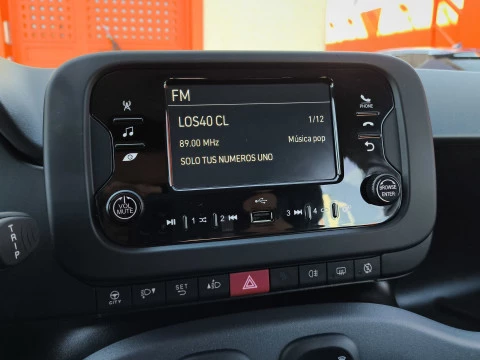 FM
LOS40 CL
1/12
89.00 MHz
Música pop
SOLO TUS NUMEROS UNO
PHONE
VOL
MUTE
BROWSE
ENTER
1
2
3
4
TRIP
CITY
SET